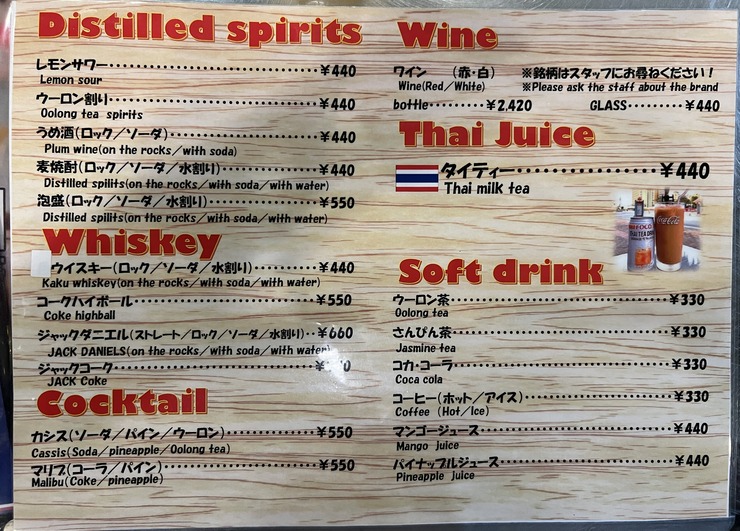 Distilled spirits
レモンサワー ¥440
Lemon sour
ウーロン割り ¥440
Oolong tea spirits
うめ酒(ロック／ソーダ) ¥440
Plum wine(on the rocks／with soda)
麦焼酎(ロック／ソーダ／水割り) ¥440
Distilled spilits(on the rocks／with soda／with water)
泡盛(ロック／ソーダ／水割り) ¥550
Distilled spilits(on the rocks／with soda／with water)
Whiskey
ウイスキー(ロック／ソーダ／水割り) ¥440
Kaku whiskey(on the rocks／with soda／with water)
コークハイボール ¥550
Coke highball
ジャックダニエル(ストレート／ロック／ソーダ／水割り) ¥660
JACK DANIELS(on the rocks／with soda／with water)
ジャックコーク
JACK Coke
Cocktail
カシス(ソーダ／パイン／ウーロン) ¥550
Cassis(Soda／pineapple／Oolong tea)
マリブ(コーラ／パイン) ¥550
Malibu(Coke／pineapple)
Wine
ワイン (赤・白) ※銘柄はスタッフにお尋ねください！
Wine(Red／White) ※Please ask the staff about the brand
bottle ¥2,420 GLASS ¥440
Thai Juice
タイティー ¥440
Thai milk tea
Coca-Cola
Soft drink
ウーロン茶 ¥330
Oolong tea
さんぴん茶 ¥330
Jasmine tea
コカ・コーラ ¥330
Coca cola
コーヒー(ホット／アイス) ¥330
Coffee (Hot／Ice)
マンゴージュース ¥440
Mango juice
パイナップルジュース ¥440
Pineapple juice